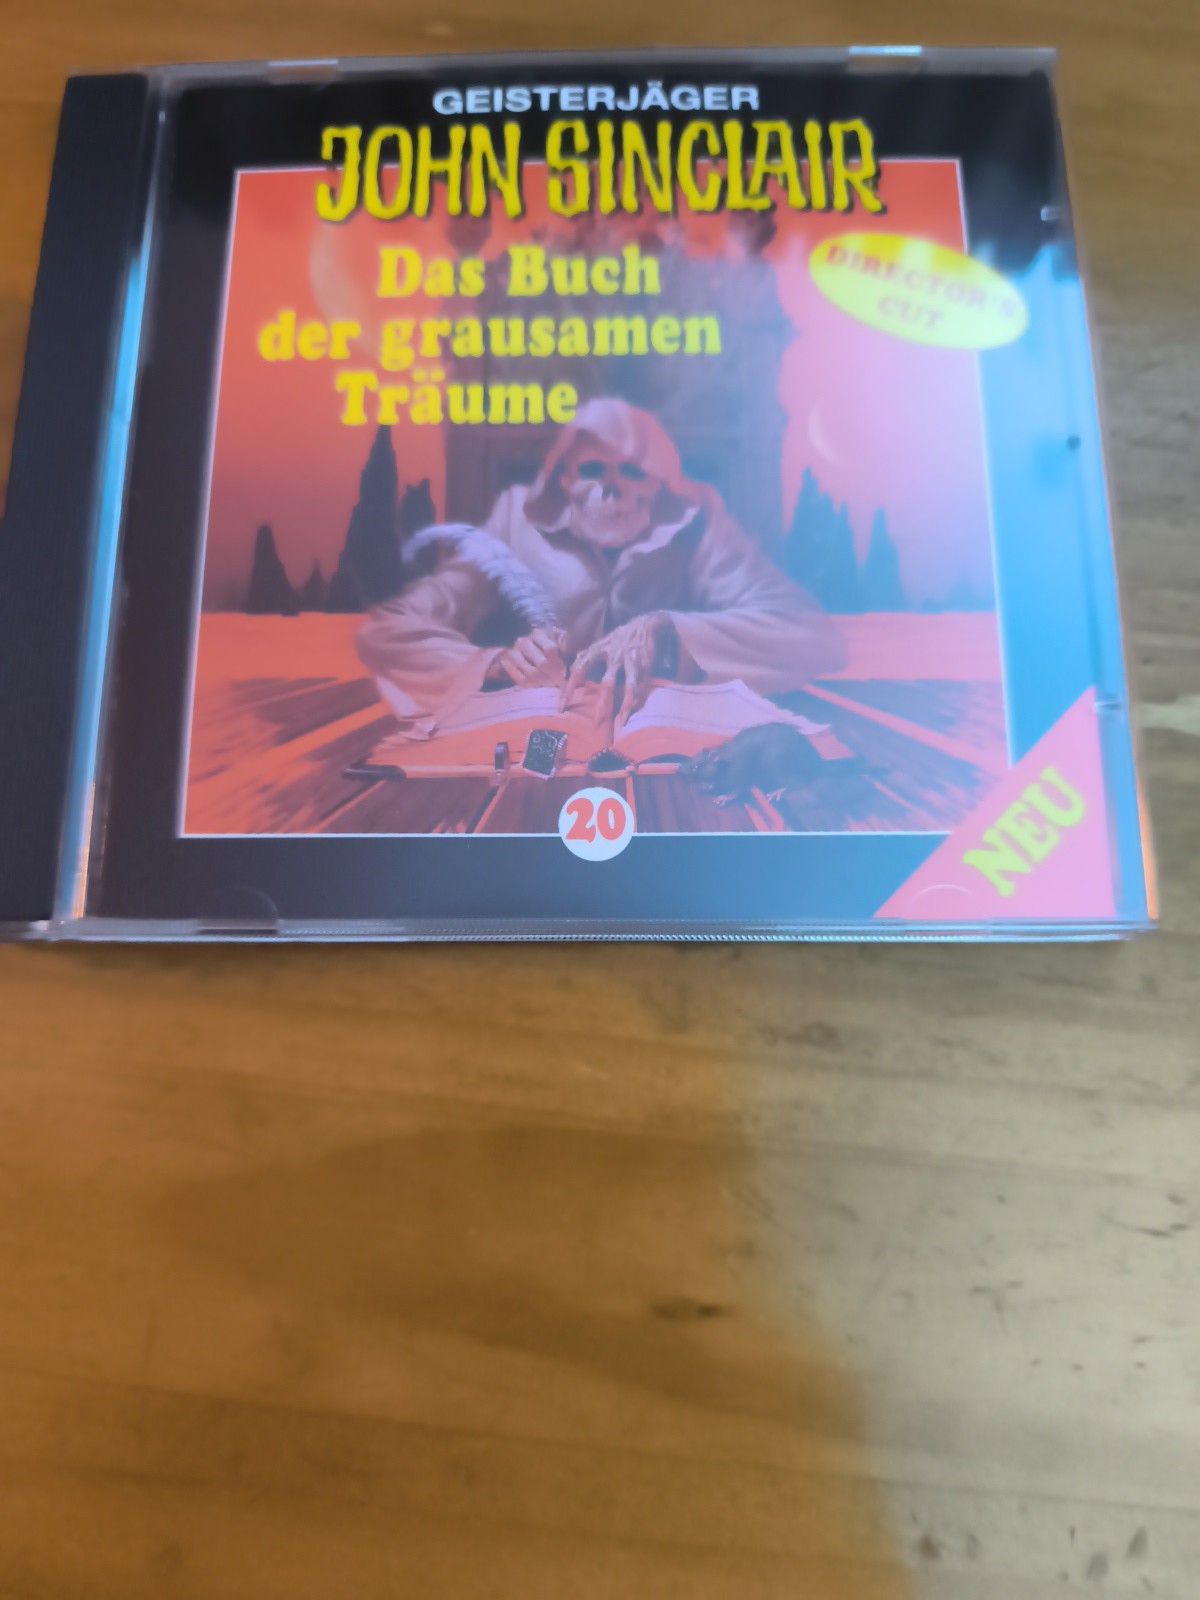 GEISTERJÄGER
JOHN SINCLAIR
Das Buch
der grausamen
Träume
DIRECTOR'S
CUT
20
NEU